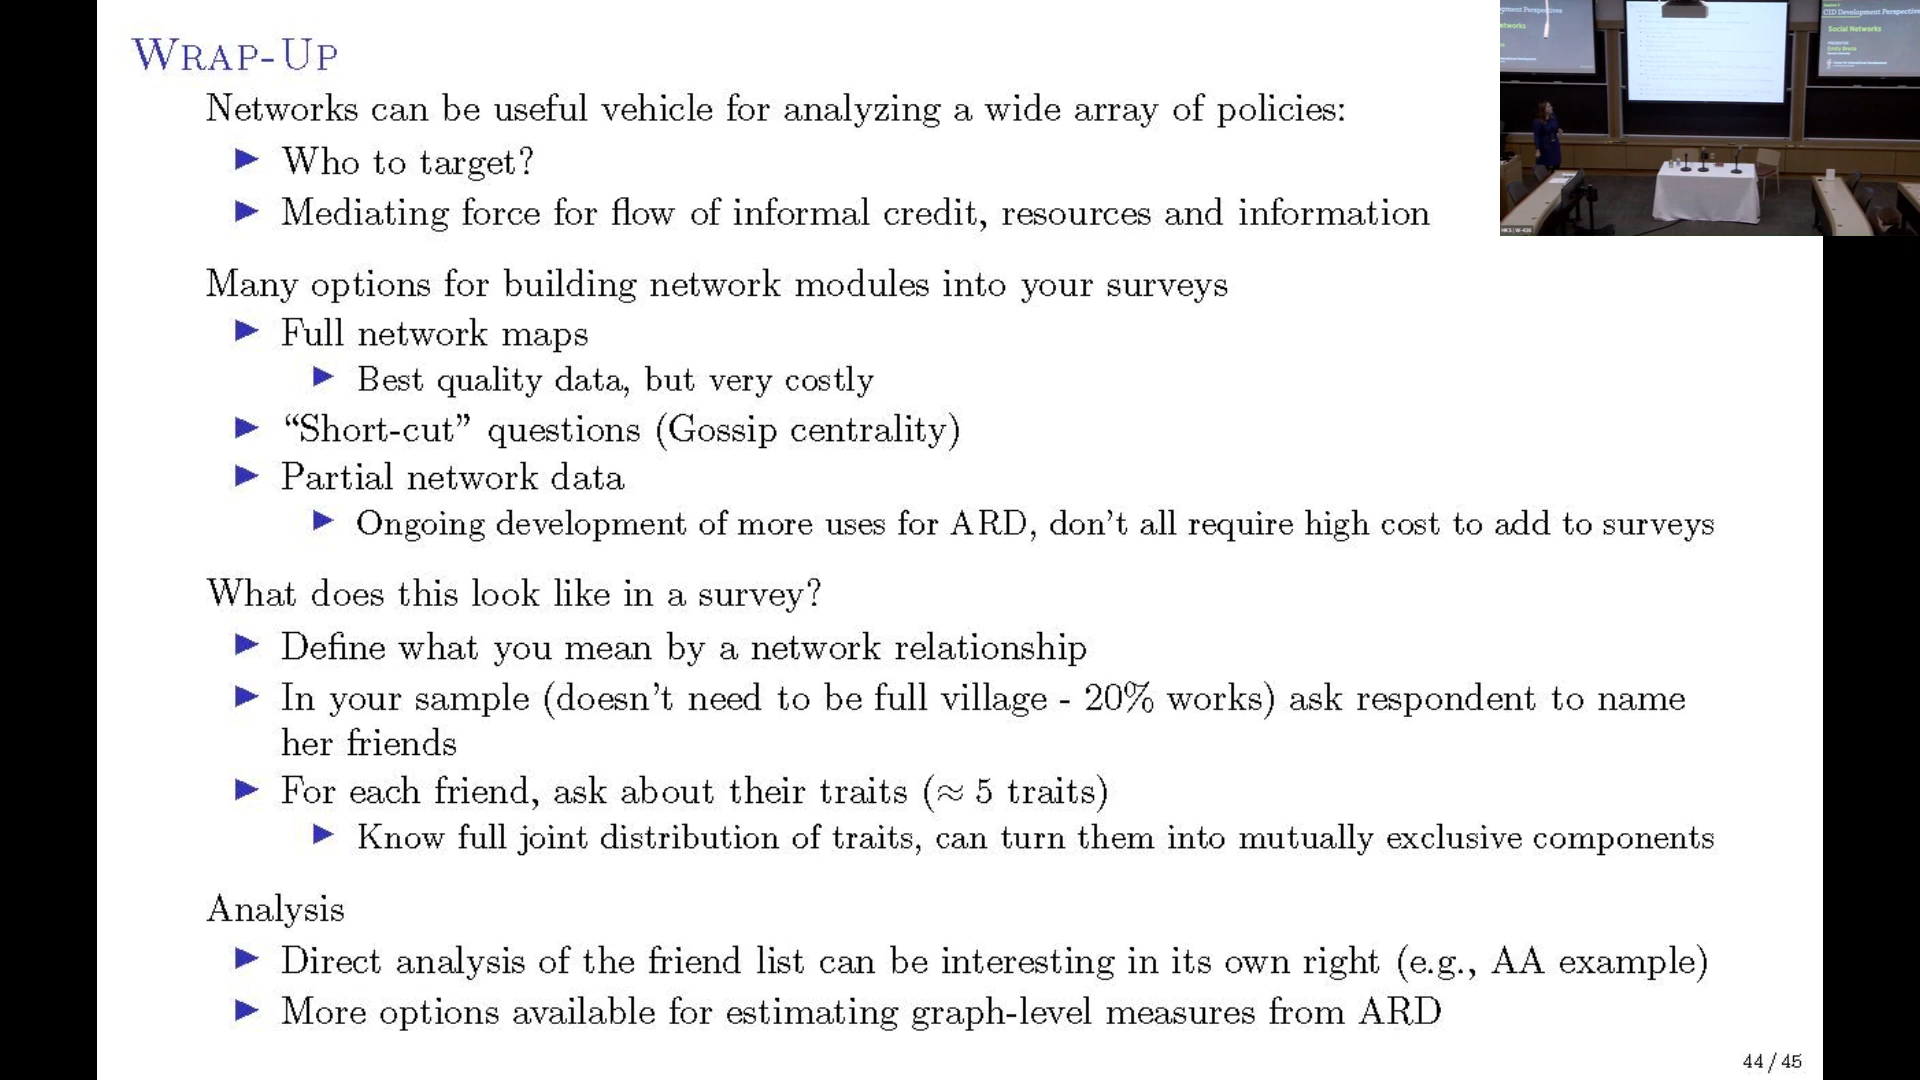 WRAP-UP
Networks can be useful vehicle for analyzing a wide array of policies:
Who to target?
Mediating force for flow of informal credit, resources and information
Many options for building network modules into your surveys
Full network maps
Best quality data, but very costly
“Short-cut” questions (Gossip centrality)
Partial network data
Ongoing development of more uses for ARD, don’t all require high cost to add to surveys
What does this look like in a survey?
Define what you mean by a network relationship
In your sample (doesn’t need to be full village - 20% works) ask respondent to name
her friends
For each friend, ask about their traits (≈ 5 traits)
Know full joint distribution of traits, can turn them into mutually exclusive components
Analysis
Direct analysis of the friend list can be interesting in its own right (e.g., AA example)
More options available for estimating graph-level measures from ARD
44 / 45
CID Development Perspective
Social Networks
Emily Breza